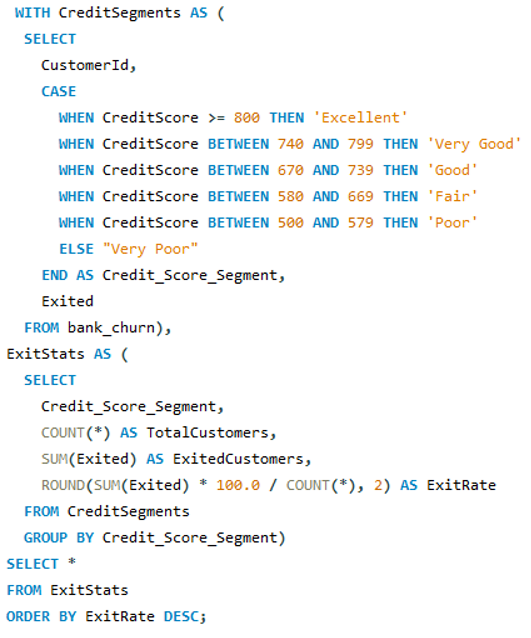 WITH CreditSegments AS (
SELECT
CustomerId,
CASE
WHEN CreditScore >= 800 THEN 'Excellent'
WHEN CreditScore BETWEEN 740 AND 799 THEN 'Very Good'
WHEN CreditScore BETWEEN 670 AND 739 THEN 'Good'
WHEN CreditScore BETWEEN 580 AND 669 THEN 'Fair'
WHEN CreditScore BETWEEN 500 AND 579 THEN 'Poor'
ELSE "Very Poor"
END AS Credit_Score_Segment,
Exited
FROM bank_churn),
ExitStats AS (
SELECT
Credit_Score_Segment,
COUNT(*) AS TotalCustomers,
SUM(Exited) AS ExitedCustomers,
ROUND(SUM(Exited) * 100.0 / COUNT(*), 2) AS ExitRate
FROM CreditSegments
GROUP BY Credit_Score_Segment)
SELECT *
FROM ExitStats
ORDER BY ExitRate DESC;